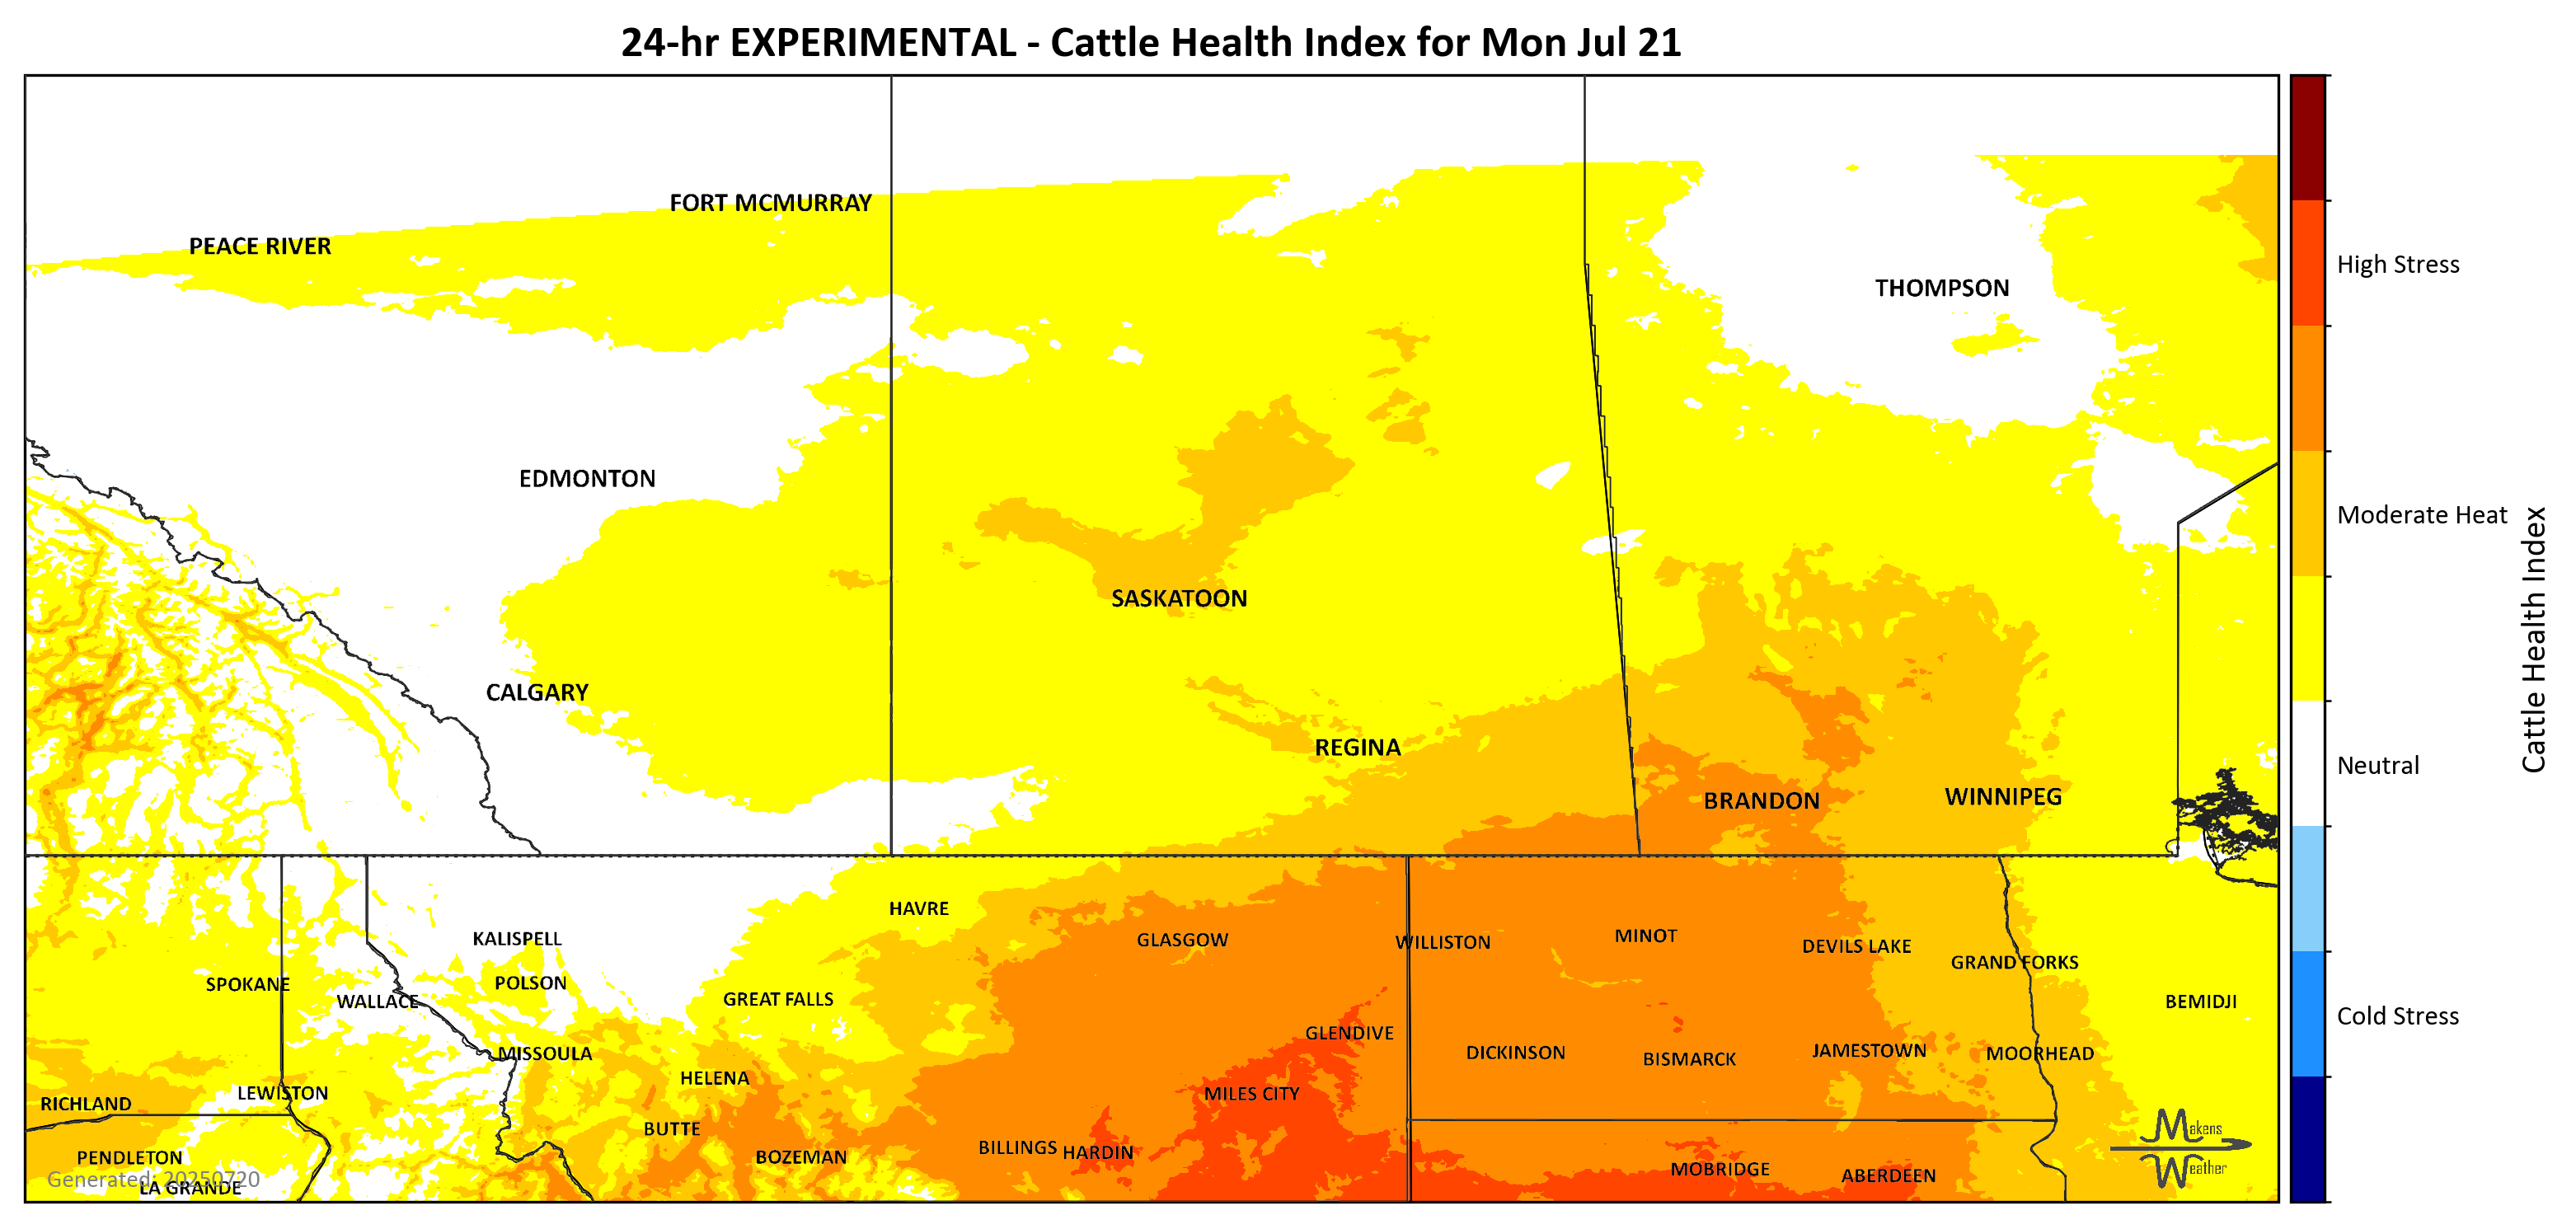 24-hr EXPERIMENTAL - Cattle Health Index for Mon Jul 21
FORT MCMURRAY
PEACE RIVER
THOMPSON
EDMONTON
SASKATOON
CALGARY
REGINA
BRANDON
WINNIPEG
HAVRE
KALISPELL
GLASGOW
WILLISTON
MINOT
DEVILS LAKE
GRAND FORKS
SPOKANE
POLSON
WALLACE
GREAT FALLS
BEMIDJI
GLENDIVE
MISSOULA
DICKINSON
BISMARCK
JAMESTOWN
MOORHEAD
HELENA
RICHLAND
LEWISTON
MILES CITY
BUTTE
PENDLETON
BOZEMAN
BILLINGS
HARDIN
MOBRIDGE
ABERDEEN
Generated: 20250720
LA GRANDE
Makens
Weather
High Stress
Moderate Heat
Neutral
Cold Stress
Cattle Health Index